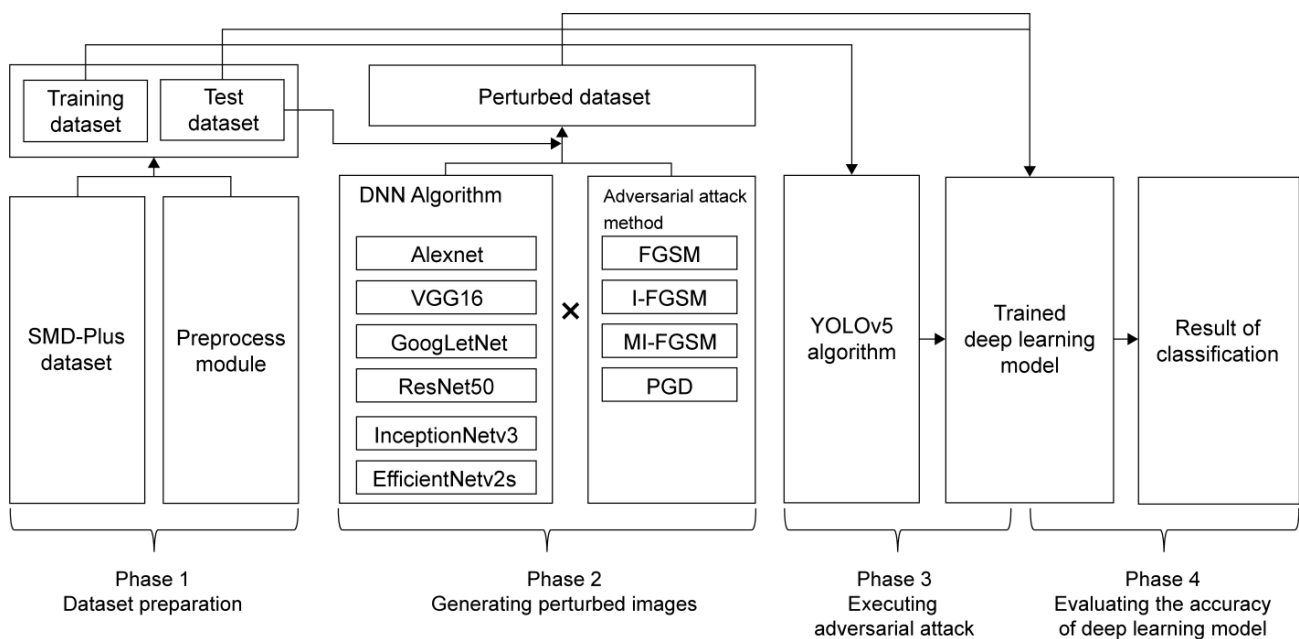 Training
dataset
Test
dataset
Perturbed dataset
SMD-Plus
dataset
Preprocess
module
DNN Algorithm
Alexnet
VGG16
GoogLetNet
ResNet50
InceptionNetv3
EfficientNetv2s
×
Adversarial attack
method
FGSM
I-FGSM
MI-FGSM
PGD
YOLOv5
algorithm
Trained
deep learning
model
Result of
classification
Phase 1
Dataset preparation
Phase 2
Generating perturbed images
Phase 3
Executing
adversarial attack
Phase 4
Evaluating the accuracy
of deep learning model